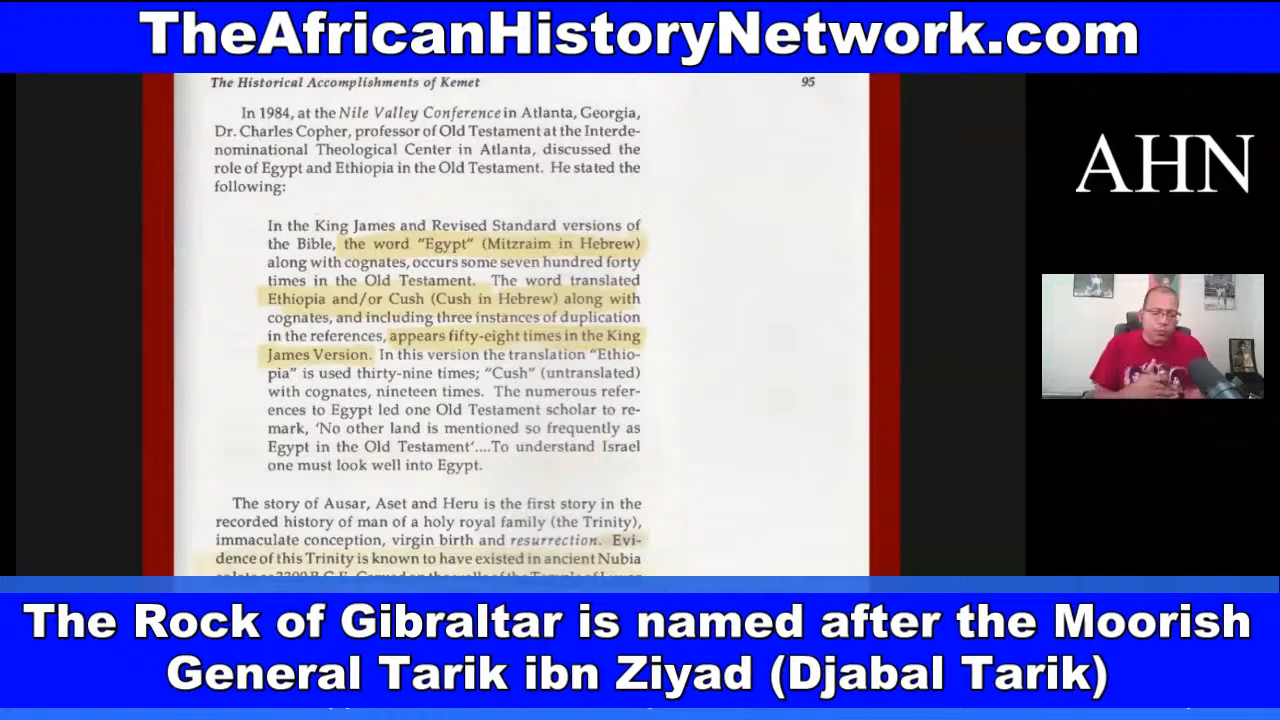 TheAfricanHistoryNetwork.com
The Historical Accomplishments of Kemet 95
In 1984, at the Nile Valley Conference in Atlanta, Georgia,
Dr. Charles Copher, professor of Old Testament at the Interde-
nominational Theological Center in Atlanta, discussed the
role of Egypt and Ethiopia in the Old Testament. He stated the
following:
In the King James and Revised Standard versions of
the Bible, the word "Egypt" (Mitzraim in Hebrew)
along with cognates, occurs some seven hundred forty
times in the Old Testament. The word translated
Ethiopia and/or Cush (Cush in Hebrew) along with
cognates, and including three instances of duplication
in the references, appears fifty-eight times in the King
James Version. In this version the translation "Ethio-
pia" is used thirty-nine times; "Cush" (untranslated)
with cognates, nineteen times. The numerous refer-
ences to Egypt led one Old Testament scholar to re-
mark, 'No other land is mentioned so frequently as
Egypt in the Old Testament'....To understand Israel
one must look well into Egypt.
The story of Ausar, Aset and Heru is the first story in the
recorded history of man of a holy royal family (the Trinity),
immaculate conception, virgin birth and resurrection. Evi-
dence of this Trinity is known to have existed in ancient Nubia
AHN
The Rock of Gibraltar is named after the Moorish
General Tarik ibn Ziyad (Djabal Tarik)